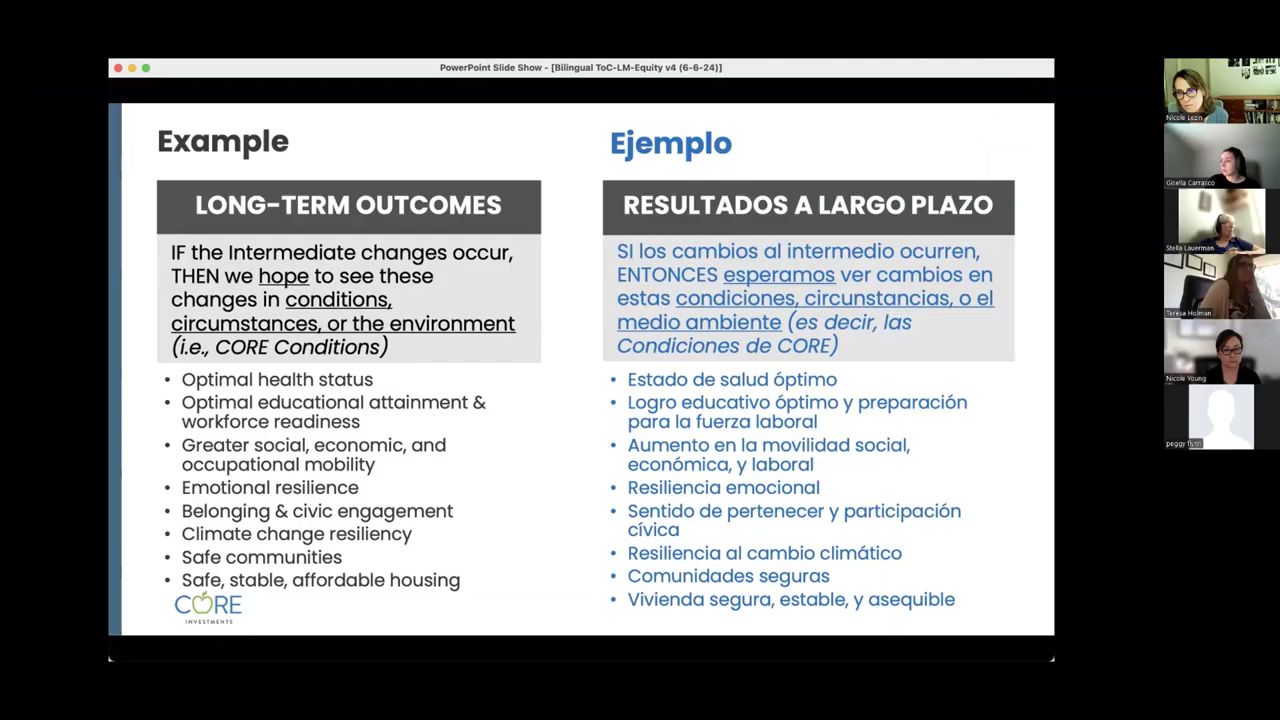 PowerPoint Slide Show - [Bilingual ToC-LM-Equity v4 (6-6-24)]
Example
LONG-TERM OUTCOMES
IF the Intermediate changes occur,
THEN we hope to see these
changes in conditions,
circumstances, or the environment
(i.e., CORE Conditions)
• Optimal health status
• Optimal educational attainment &
workforce readiness
• Greater social, economic, and
occupational mobility
• Emotional resilience
• Belonging & civic engagement
• Climate change resiliency
• Safe communities
• Safe, stable, affordable housing
CORE
INVESTMENTS
Ejemplo
RESULTADOS A LARGO PLAZO
SI los cambios al intermedio ocurren,
ENTONCES esperamos ver cambios en
estas condiciones, circunstancias, o el
medio ambiente (es decir, las
Condiciones de CORE)
• Estado de salud óptimo
• Logro educativo óptimo y preparación
para la fuerza laboral
• Aumento en la movilidad social,
económica, y laboral
• Resiliencia emocional
• Sentido de pertenecer y participación
cívica
• Resiliencia al cambio climático
• Comunidades seguras
• Vivienda segura, estable, y asequible
Nicole Lezin
Gisella Carrasco
Stella Lauerman
Teresa Holman
Nicole Young
peggy flynn